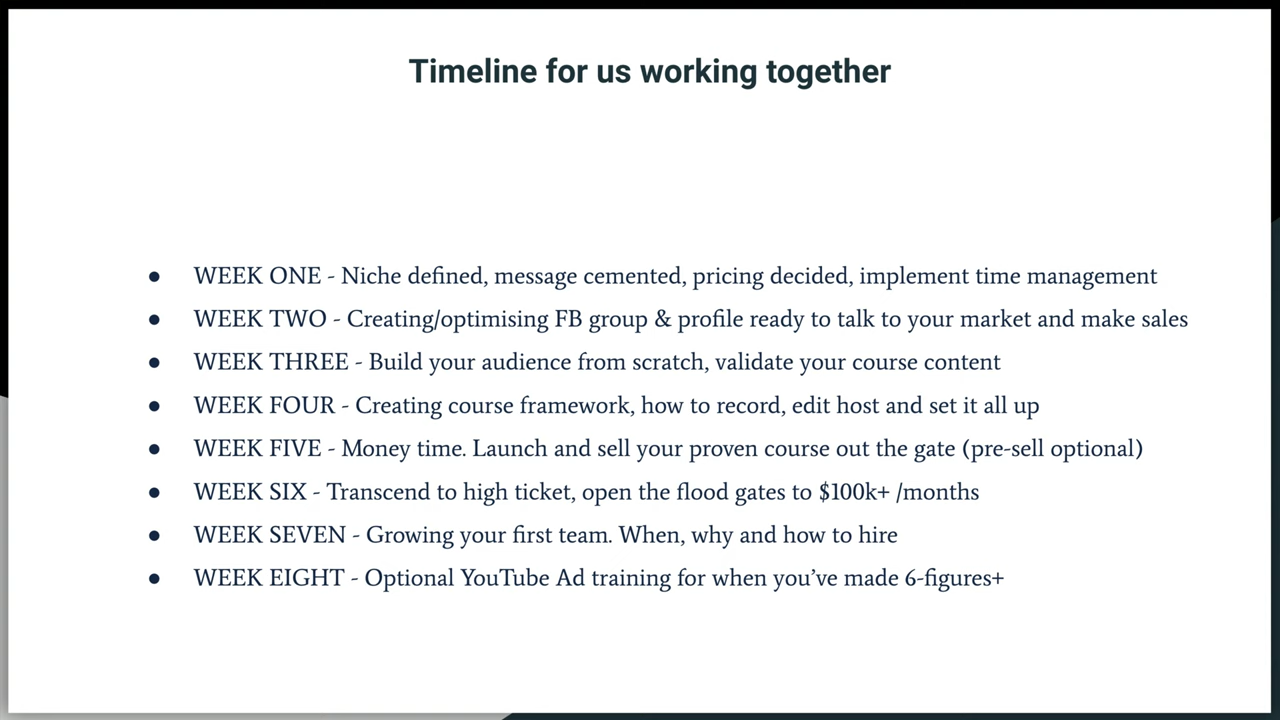 Timeline for us working together
● WEEK ONE - Niche defined, message cemented, pricing decided, implement time management
● WEEK TWO - Creating/optimising FB group & profile ready to talk to your market and make sales
● WEEK THREE - Build your audience from scratch, validate your course content
● WEEK FOUR - Creating course framework, how to record, edit host and set it all up
● WEEK FIVE - Money time. Launch and sell your proven course out the gate (pre-sell optional)
● WEEK SIX - Transcend to high ticket, open the flood gates to $100k+ /months
● WEEK SEVEN - Growing your first team. When, why and how to hire
● WEEK EIGHT - Optional YouTube Ad training for when you’ve made 6-figures+